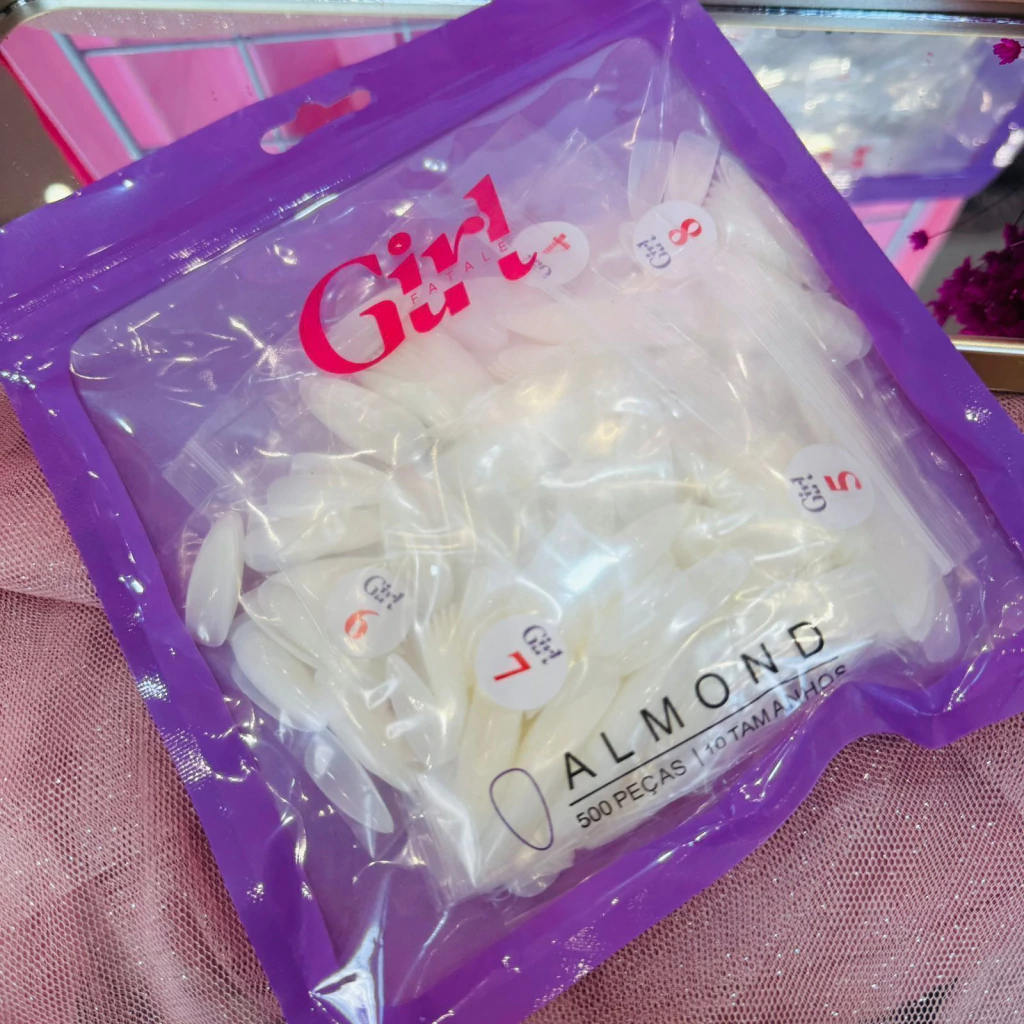 Girl
FATALE
Girl
8
Girl
5
Girl
6
Girl
7
ALMOND
500 PEÇAS | 10 TAMANHOS